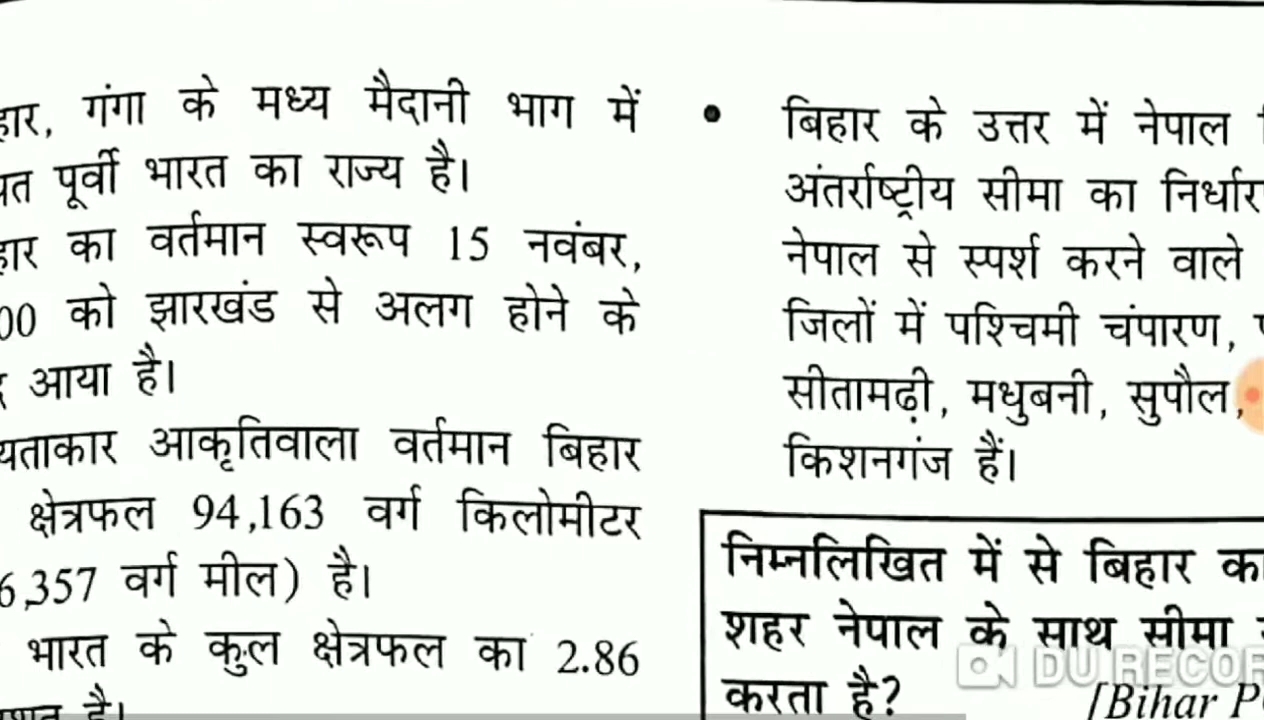 गंगा के मध्य मैदानी भाग में
पूर्वी भारत का राज्य है।
का वर्तमान स्वरूप 15 नवंबर,
को झारखंड से अलग होने के
आया है।
आकृतिवाला वर्तमान बिहार
क्षेत्रफल 94,163 वर्ग किलोमीटर
6,357 वर्ग मील) है।
भारत के कुल क्षेत्रफल का 2.86
है।
• बिहार के उत्तर में नेपाल
अंतर्राष्ट्रीय सीमा का
नेपाल से स्पर्श करने वाले
जिलों में पश्चिमी चंपारण,
सीतामढ़ी, मधुबनी, सुपौल,
किशनगंज हैं।
निम्नलिखित में से बिहार का
शहर नेपाल के साथ सीमा
करता है?
[Bihar
DU RECOR